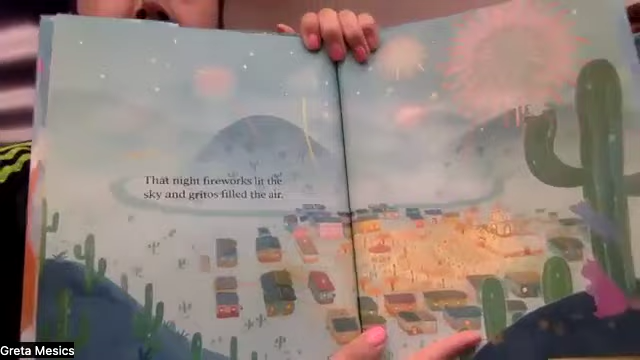 That night fireworks lit the
sky and gritos filled the air.
Greta Mesics